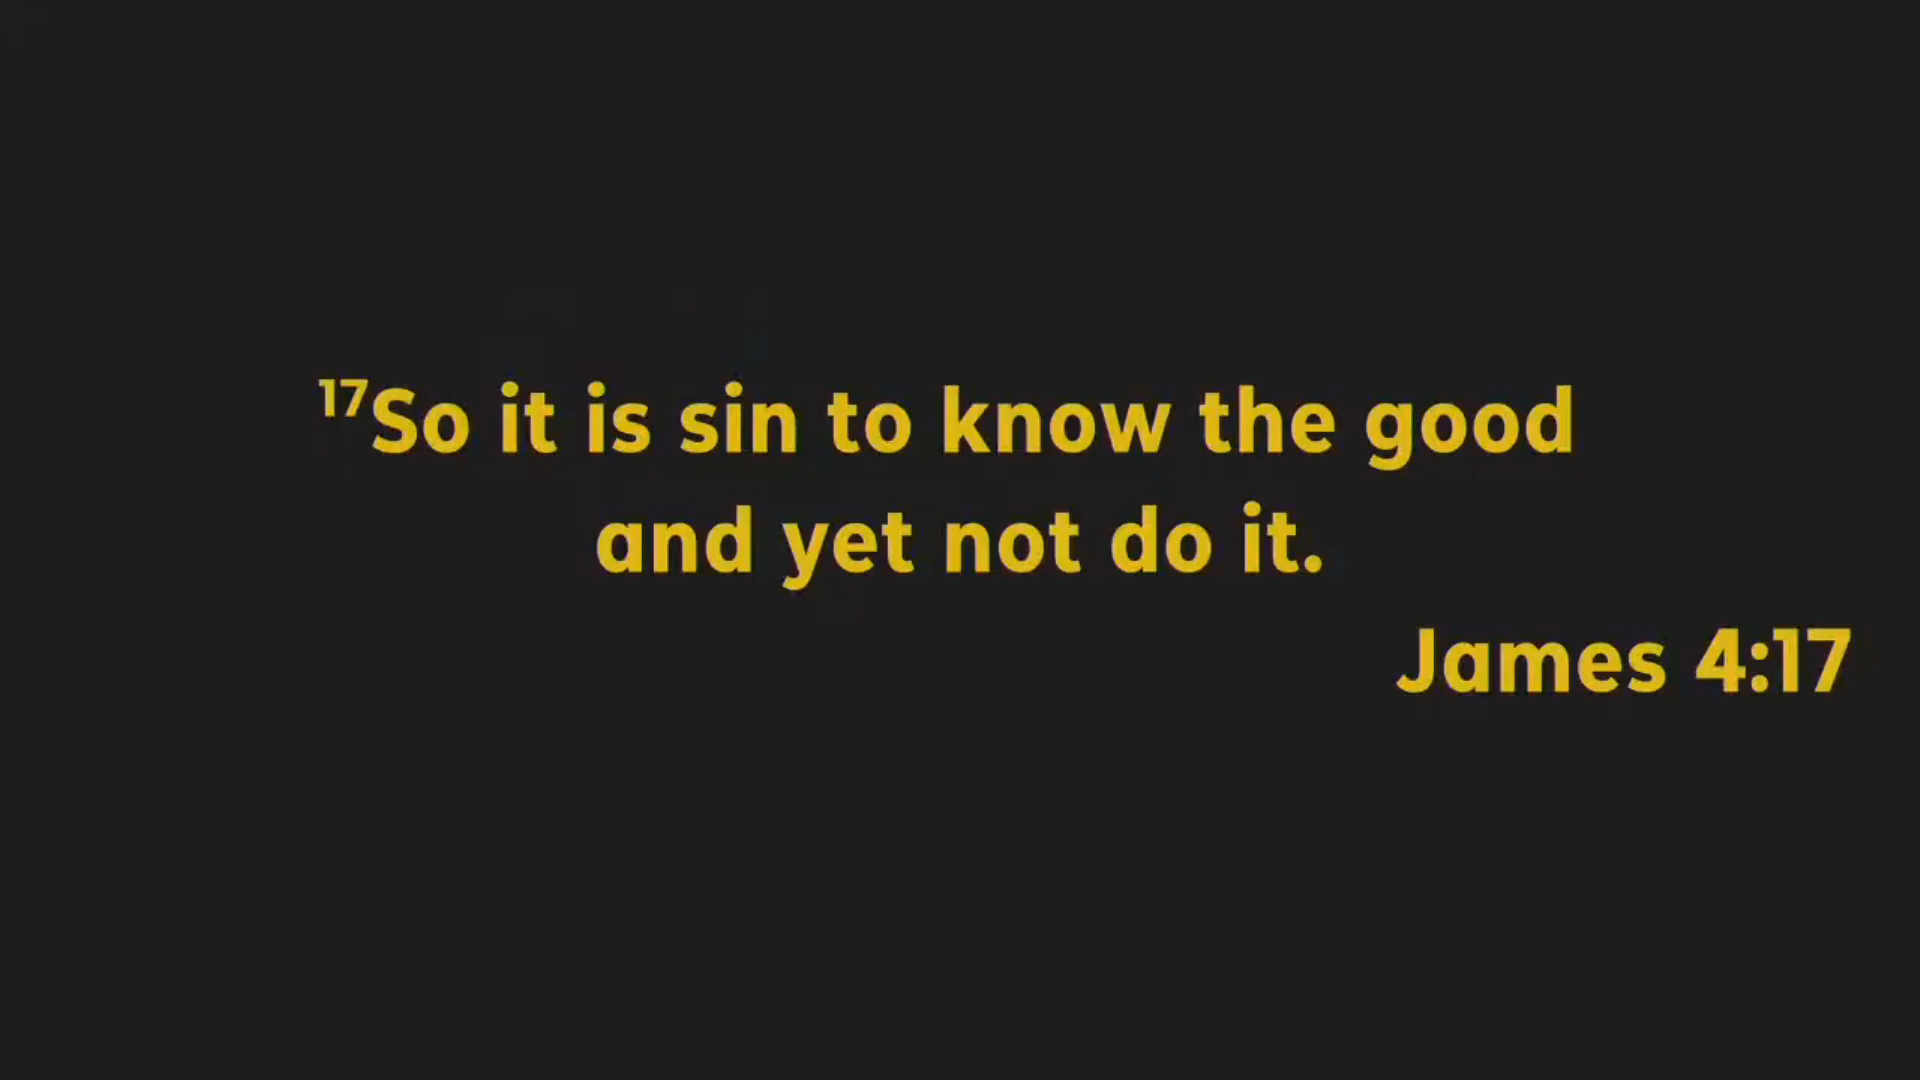 ¹⁷So it is sin to know the good
and yet not do it.
James 4:17